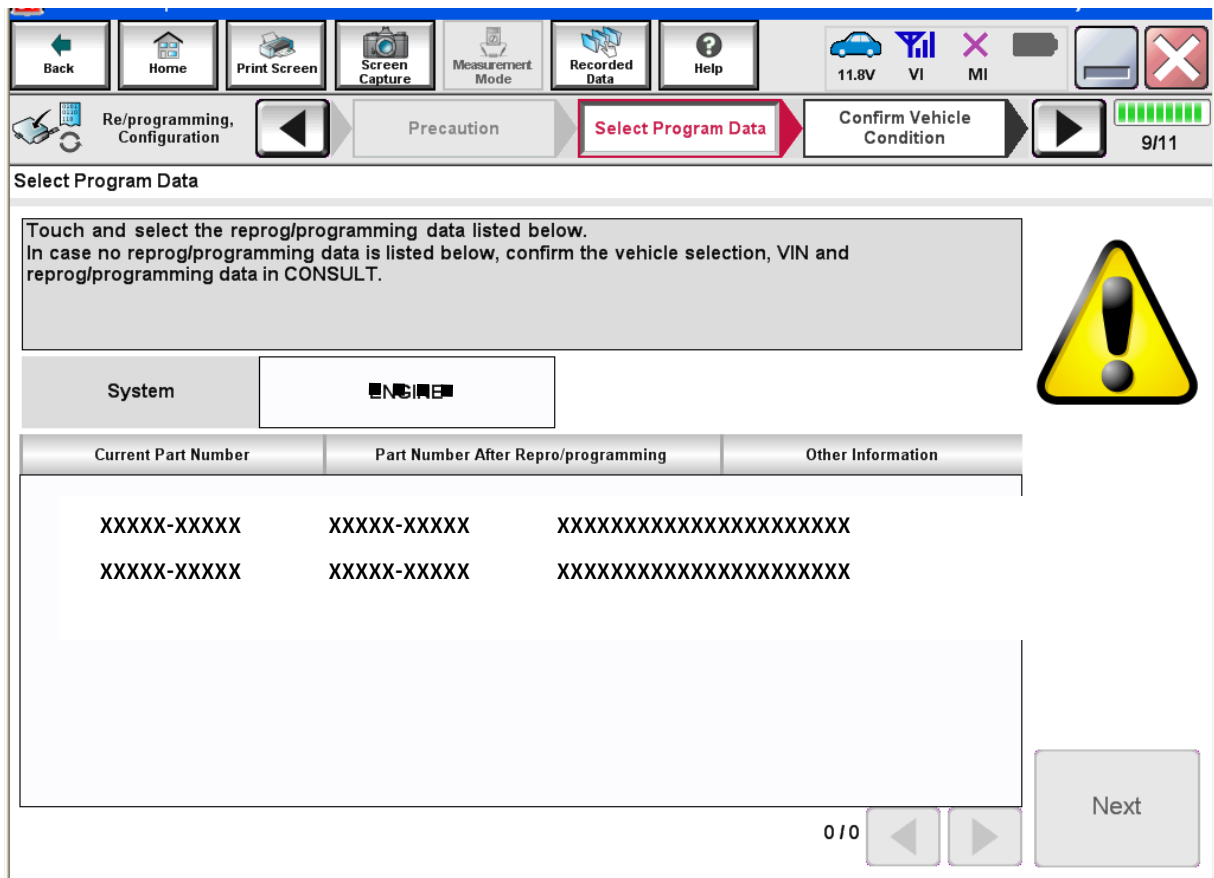 Back
Home
Print Screen
Screen
Capture
Measurement
Mode
Recorded
Data
Help
11.8V
VI
MI
Re/programming,
Configuration
Precaution
Select Program Data
Confirm Vehicle
Condition
9/11
Select Program Data
Touch and select the reprog/programming data listed below.
In case no reprog/programming data is listed below, confirm the vehicle selection, VIN and
reprog/programming data in CONSULT.
System
Current Part Number
Part Number After Repro/programming
Other Information
XXXXX-XXXXX XXXXX-XXXXX XXXXXXXXXXXXXXXXXXXXXX
XXXXX-XXXXX XXXXX-XXXXX XXXXXXXXXXXXXXXXXXXXXX
0/0
Next